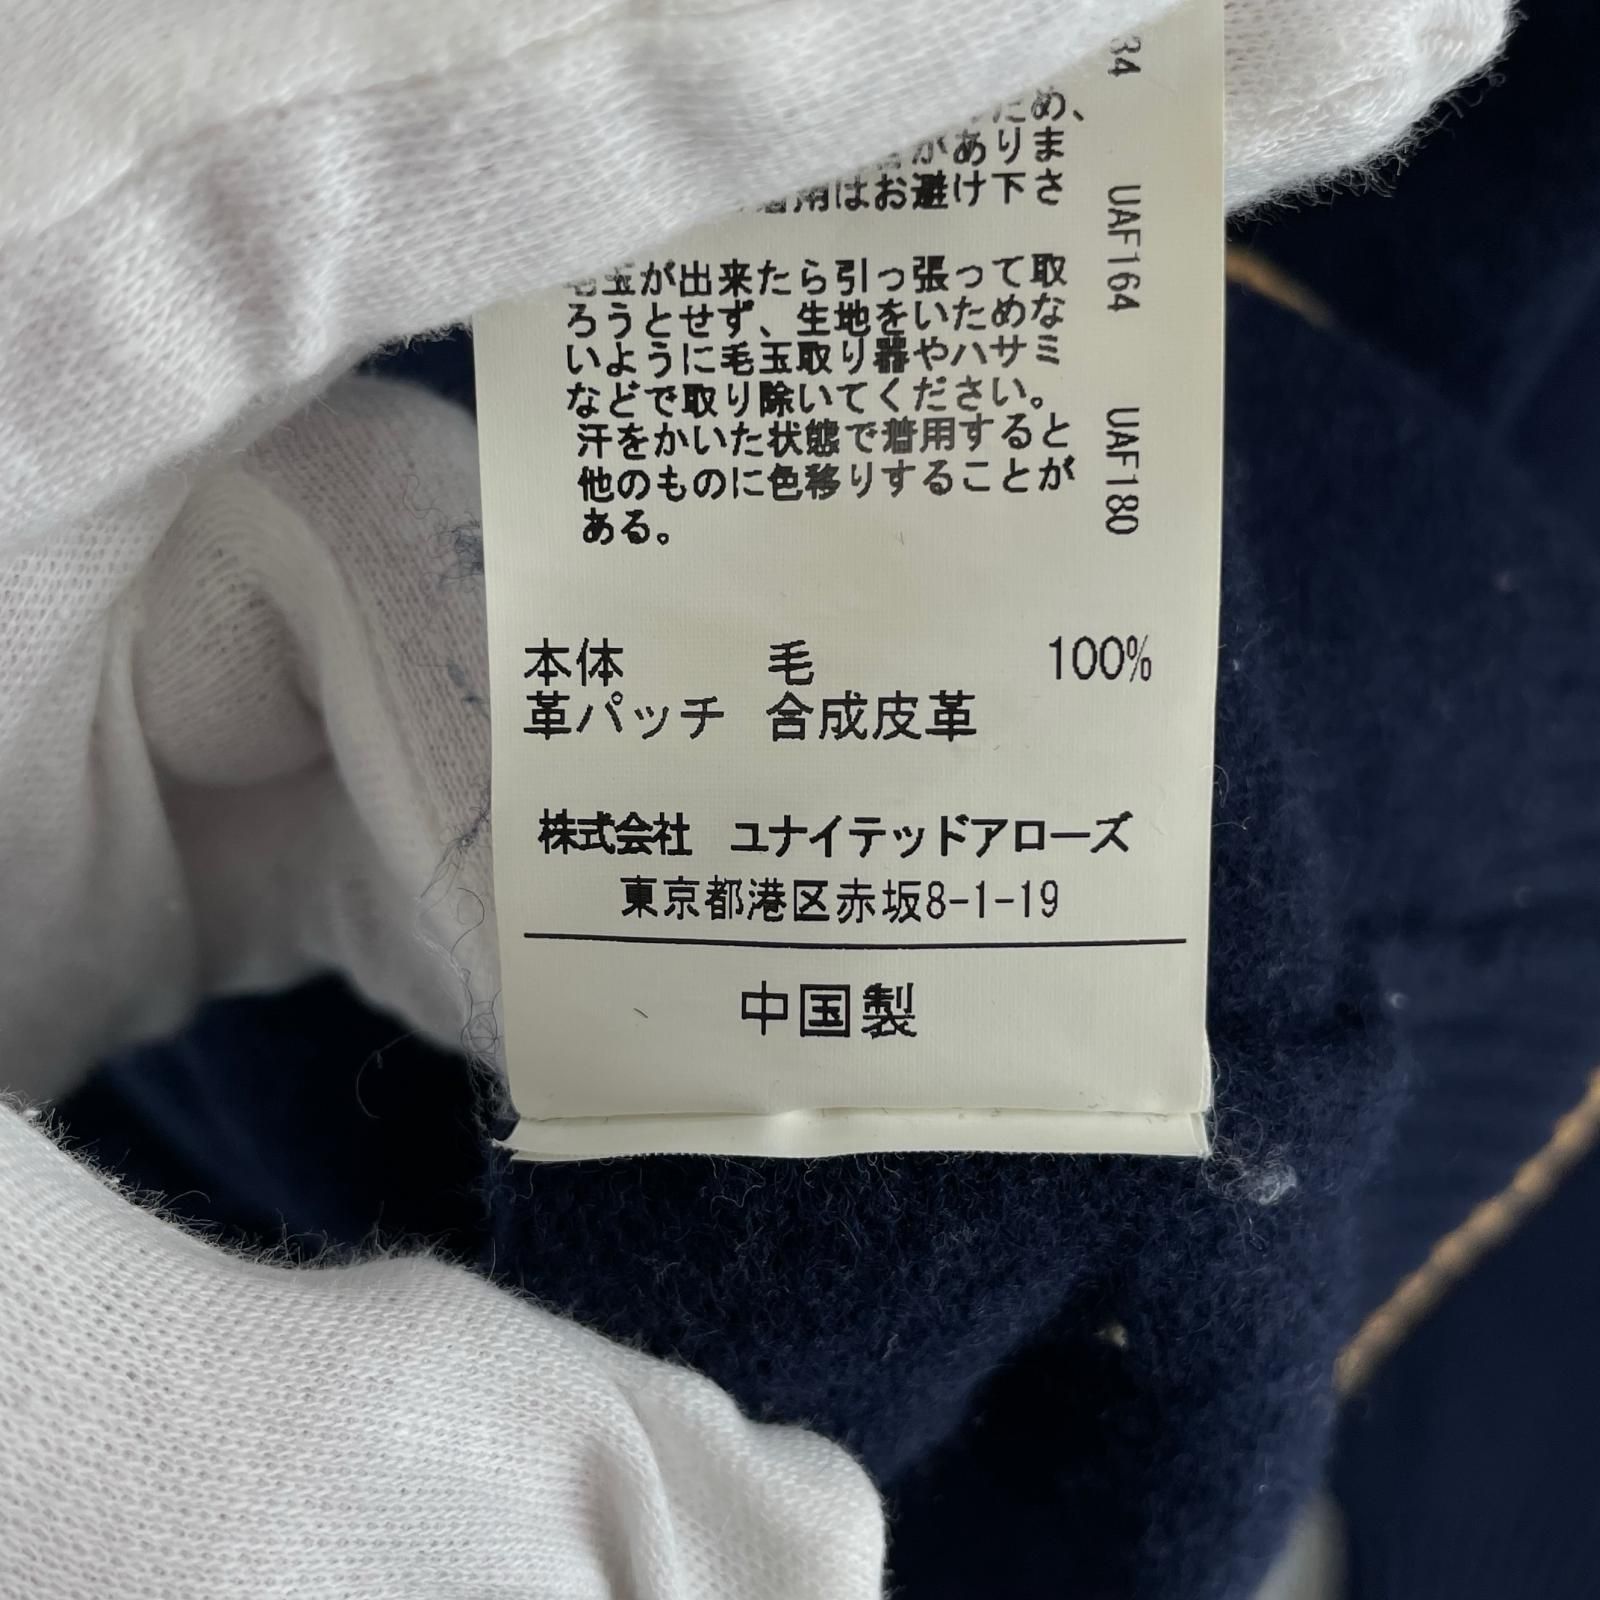 ため、
がありま
着用はお避け下さ
毛玉が出来たら引っ張って取
ろうとせず、生地をいためな
いように毛玉取り器やハサミ
などで取り除いてください。
汗をかいた状態で着用すると
他のものに色移りすることが
ある。
34 UAF164 UAF180
本体 毛 100%
革パッチ 合成皮革
株式会社 ユナイテッドアローズ
東京都港区赤坂8-1-19
中国製